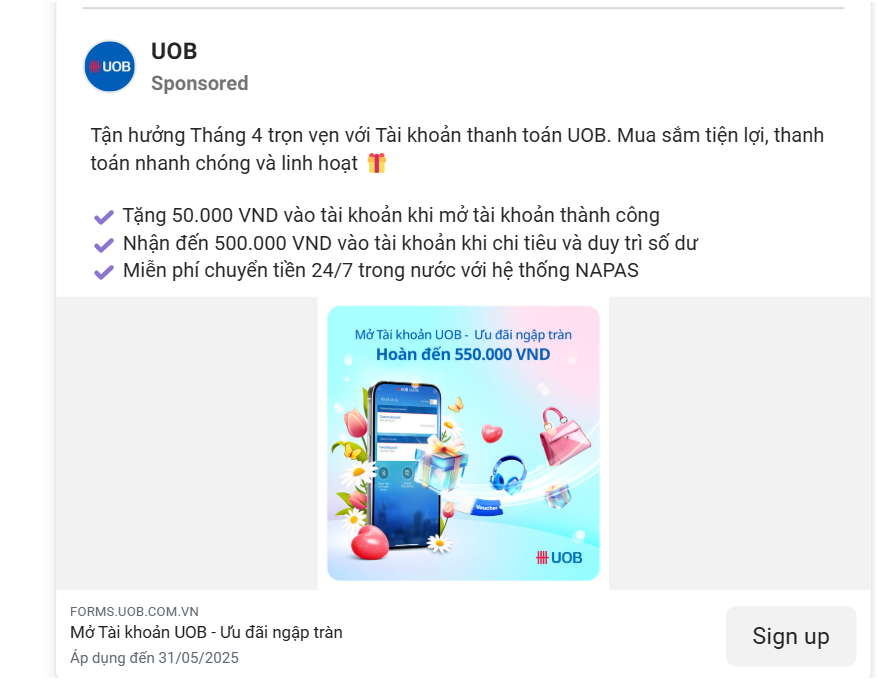 UOB
UOB
Sponsored
Tận hưởng Tháng 4 trọn vẹn với Tài khoản thanh toán UOB. Mua sắm tiện lợi, thanh
toán nhanh chóng và linh hoạt 🎁
✔ Tặng 50.000 VND vào tài khoản khi mở tài khoản thành công
✔ Nhận đến 500.000 VND vào tài khoản khi chi tiêu và duy trì số dư
✔ Miễn phí chuyển tiền 24/7 trong nước với hệ thống NAPAS
Mở Tài khoản UOB - Ưu đãi ngập tràn
Hoàn đến 550.000 VND
Voucher
UOB
FORMS.UOB.COM.VN
Mở Tài khoản UOB - Ưu đãi ngập tràn
Áp dụng đến 31/05/2025
Sign up